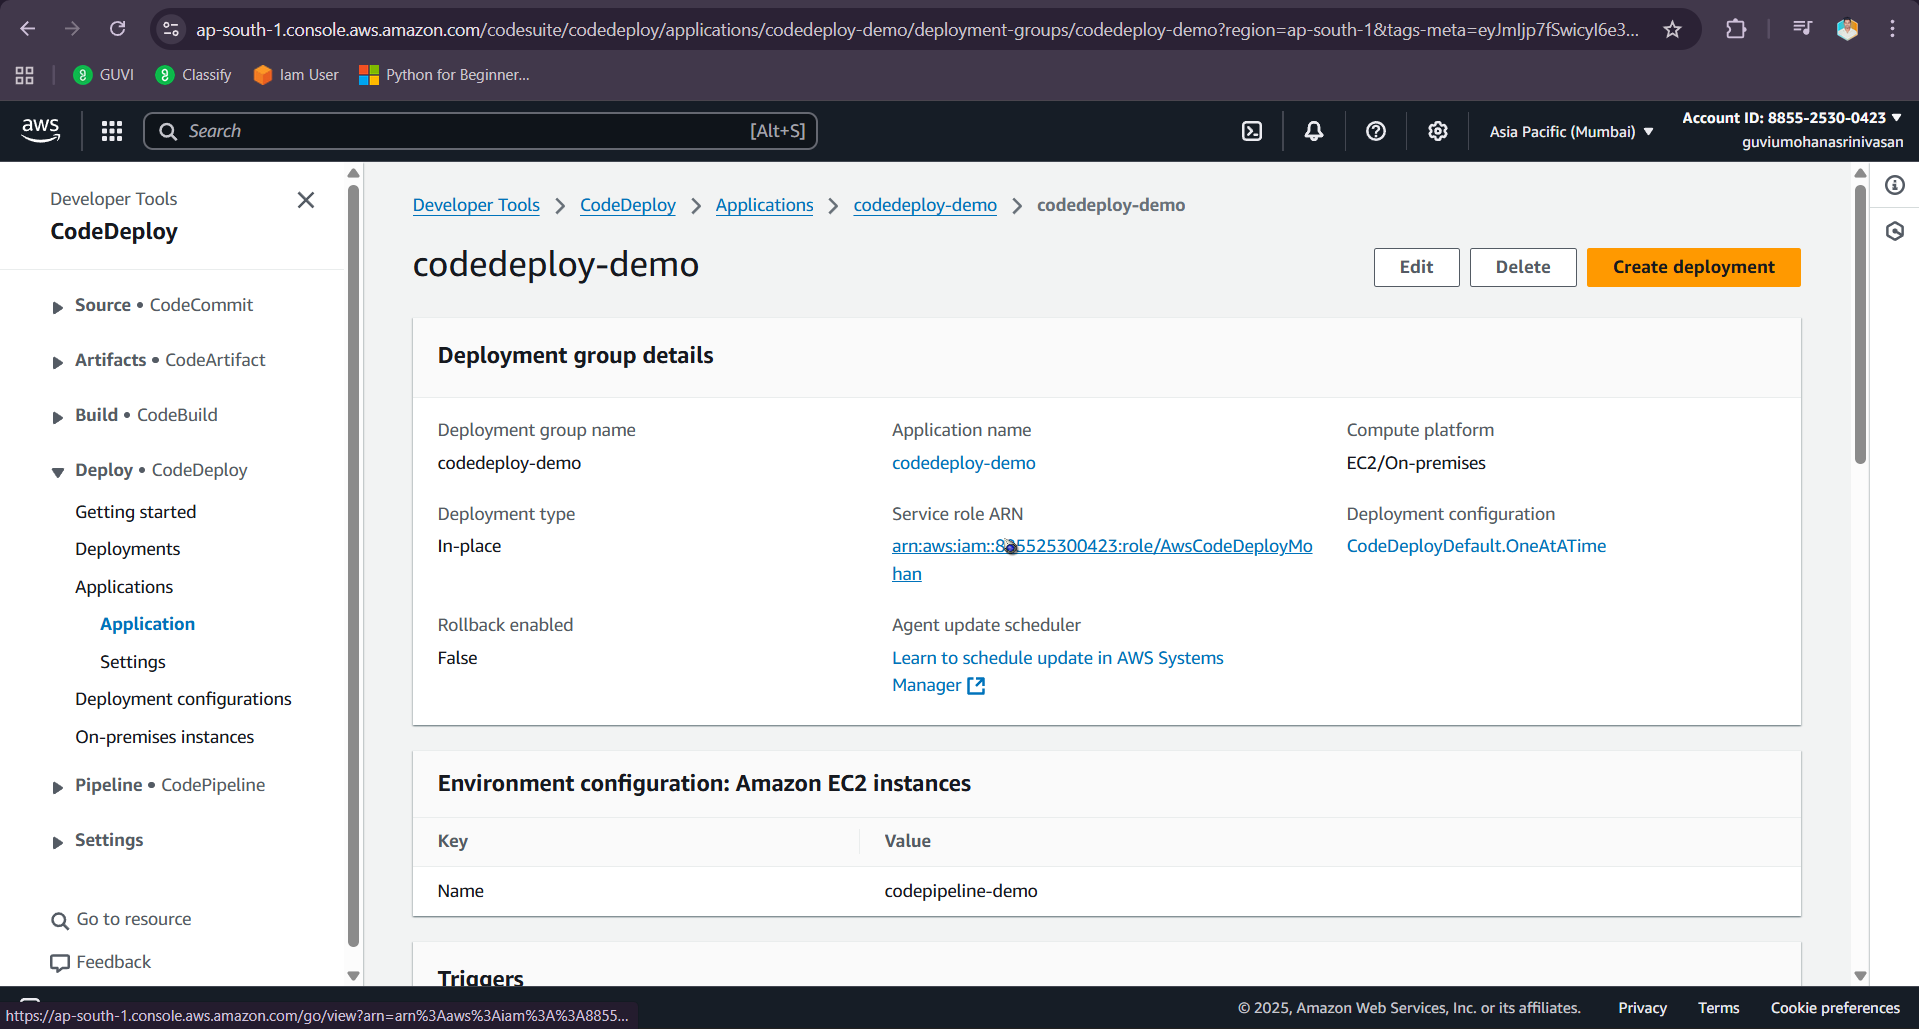 ap-south-1.console.aws.amazon.com/codesuite/codedeploy/applications/codedeploy-demo/deployment-groups/codedeploy-demo?region=ap-south-1&tags-meta=eyJmIjp7fSwicyI6e3...
GUVI
Classify
Iam User
Python for Beginner...
aws
Search
[Alt+S]
Asia Pacific (Mumbai)
Account ID: 8855-2530-0423
guviumohanasrinivasan
Developer Tools
CodeDeploy
Source • CodeCommit
Artifacts • CodeArtifact
Build • CodeBuild
Deploy • CodeDeploy
Getting started
Deployments
Applications
Application
Settings
Deployment configurations
On-premises instances
Pipeline • CodePipeline
Settings
Go to resource
Feedback
Developer Tools
CodeDeploy
Applications
codedeploy-demo
codedeploy-demo
codedeploy-demo
Edit
Delete
Create deployment
Deployment group details
Deployment group name
codedeploy-demo
Application name
codedeploy-demo
Compute platform
EC2/On-premises
Deployment type
In-place
Service role ARN
arn:aws:iam::885525300423:role/AwsCodeDeployMo
han
Deployment configuration
CodeDeployDefault.OneAtATime
Rollback enabled
False
Agent update scheduler
Learn to schedule update in AWS Systems
Manager
Environment configuration: Amazon EC2 instances
Key
Value
Name
codepipeline-demo
Triggers
https://ap-south-1.console.aws.amazon.com/go/view?arn=arn%3Aaws%3Aiam%3A%3A8855...
© 2025, Amazon Web Services, Inc. or its affiliates.
Privacy
Terms
Cookie preferences